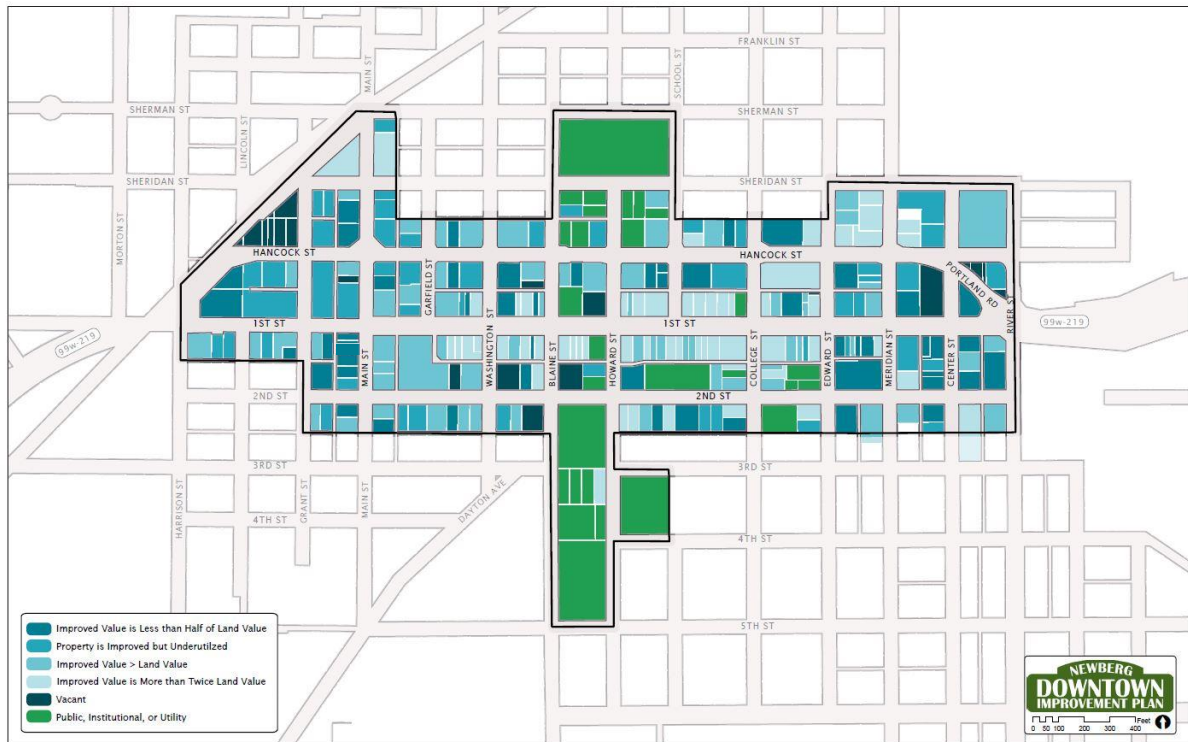 FRANKLIN ST
MAIN ST
SCHOOL ST
SHERMAN ST
SHERMAN ST
LINCOLN ST
SHERIDAN ST
SHERIDAN ST
MORTON ST
HANCOCK ST
HANCOCK ST
GARFIELD ST
PORTLAND RD
1ST ST
1ST ST
WASHINGTON ST
RIVER ST
99w-219
99w-219
MAIN ST
BLAINE ST
HOWARD ST
COLLEGE ST
EDWARD ST
MERIDIAN ST
CENTER ST
2ND ST
2ND ST
3RD ST
3RD ST
HARRISON ST
GRANT ST
MAIN ST
DAYTON AVE
4TH ST
4TH ST
5TH ST
Improved Value is Less than Half of Land Value
Property is Improved but Underutilzed
Improved Value > Land Value
Improved Value is More than Twice Land Value
Vacant
Public, Institutional, or Utility
NEWBERG
DOWNTOWN
IMPROVEMENT PLAN
Feet
0 50 100 200 300 400